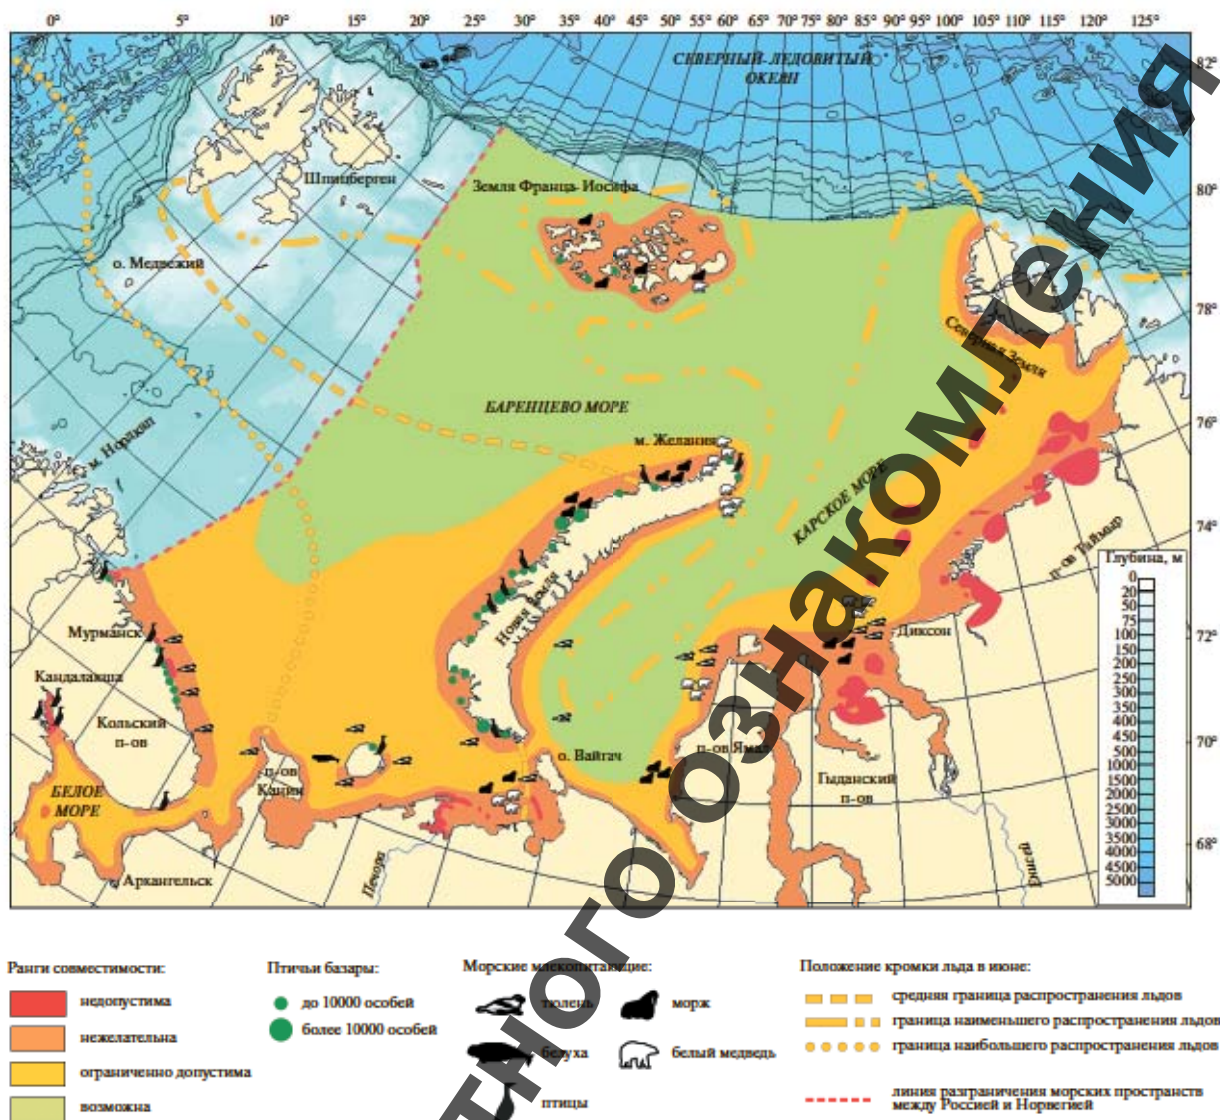 0° 5° 10° 15° 20° 25° 30° 35° 40° 45° 50° 55° 60° 65° 70° 75° 80° 85° 90° 95° 100° 105° 110° 115° 120° 125°
82°
СЕВЕРНЫЙ ЛЕДОВИТЫЙ
ОКЕАН
Шпицберген
Земля Франца-Иосифа
80°
о. Медвежий
78°
Северная Земля
БАРЕНЦЕВО МОРЕ
76°
м. Нордкап
м. Желания
КАРСКОЕ МОРЕ
74°
п-ов Таймыр
Новая Земля
Глубина, м
0
20
50
75
100
150
200
250
300
350
400
450
500
1000
1500
2000
2500
3000
3500
4000
4500
5000
72°
Мурманск
Диксон
Кандалакша
Кольский
п-ов
70°
о. Вайгач
п-ов Ямал
п-ов
Канин
Гыданский
п-ов
БЕЛОЕ
МОРЕ
68°
Архангельск
Печора
Енисей
ОЗНАКОМЛЕНИЯ
Ранги совместимости:
недопустима
нежелательна
ограниченно допустима
возможна
Птичьи базары:
до 10000 особей
более 10000 особей
Морские млекопитающие:
тюлень
морж
белуха
белый медведь
птицы
Положение кромки льда в июне:
средняя граница распространения льдов
граница наименьшего распространения льдов
граница наибольшего распространения льдов
линия разграничения морских пространств
между Россией и Норвегией